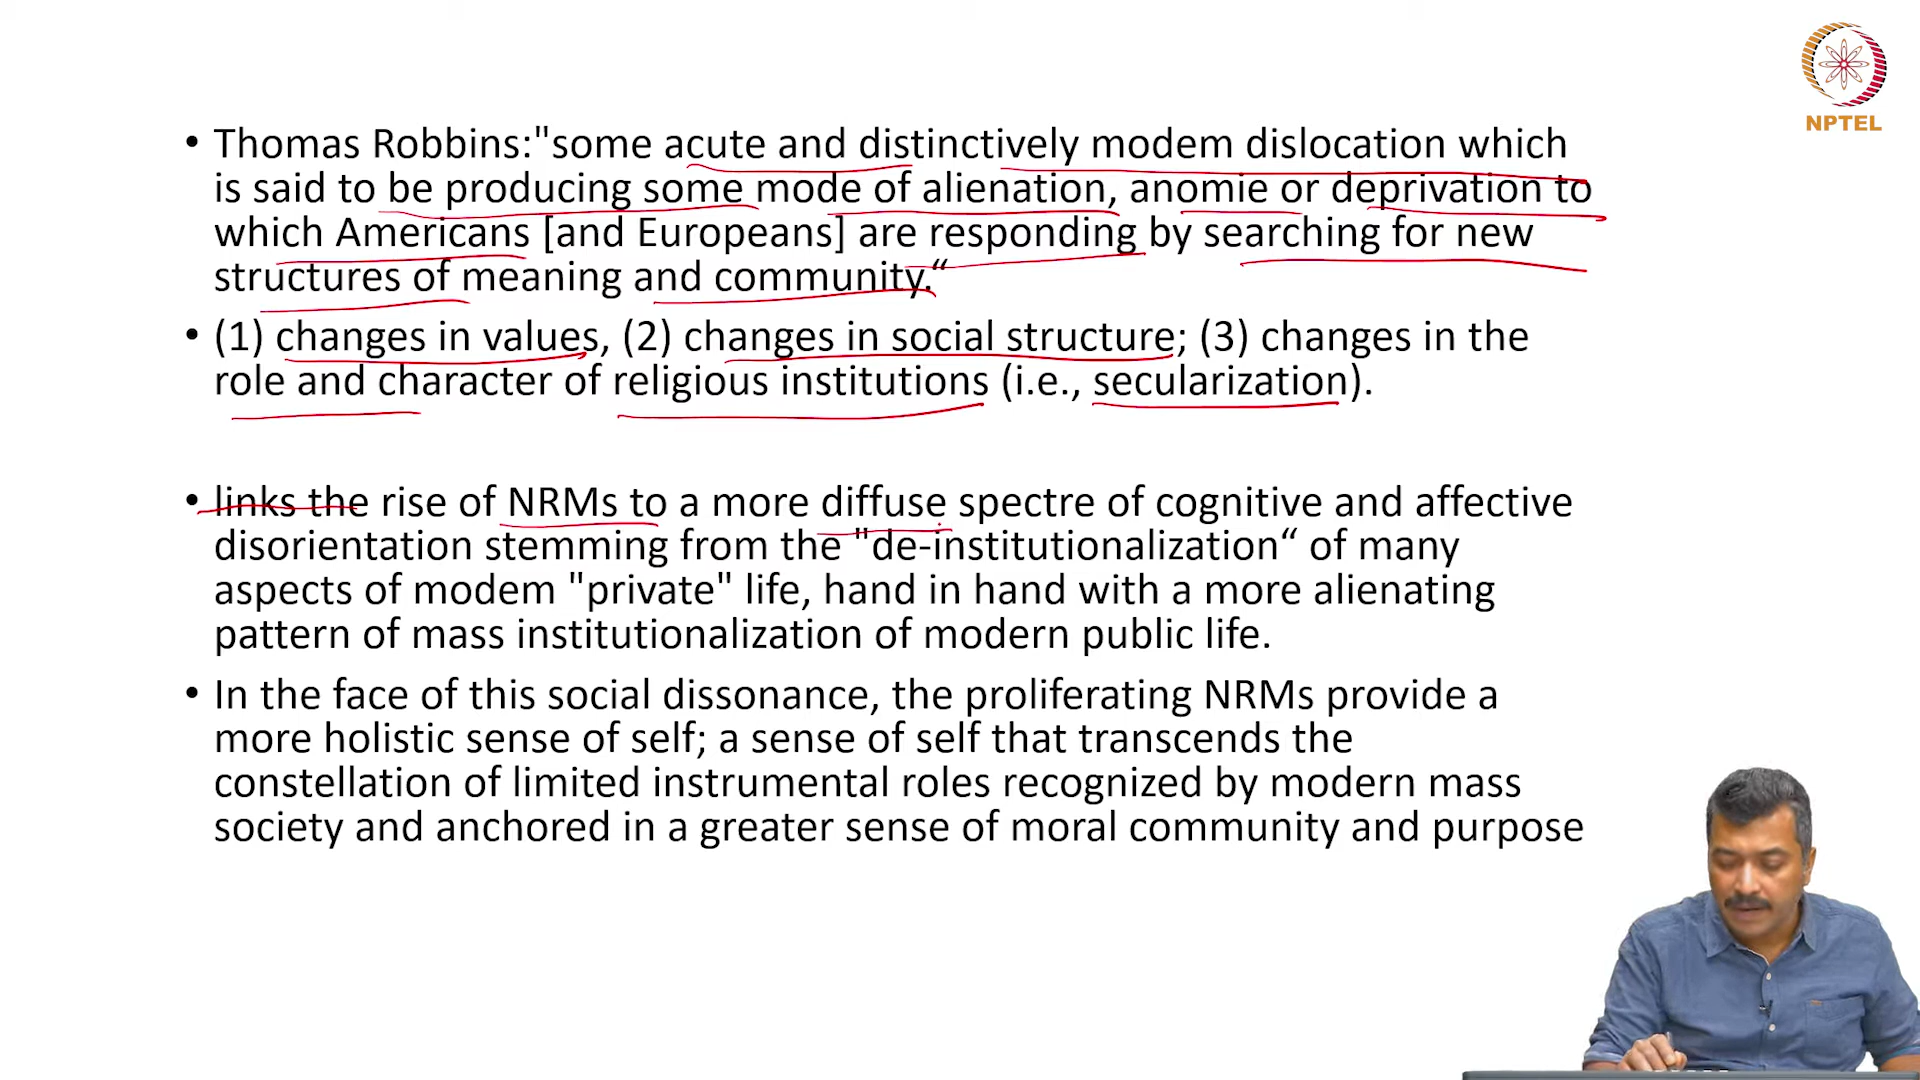 NPTEL
• Thomas Robbins:"some acute and distinctively modem dislocation which
is said to be producing some mode of alienation, anomie or deprivation to
which Americans [and Europeans] are responding by searching for new
structures of meaning and community.“
• (1) changes in values, (2) changes in social structure; (3) changes in the
role and character of religious institutions (i.e., secularization).
• links the rise of NRMs to a more diffuse spectre of cognitive and affective
disorientation stemming from the "de-institutionalization“ of many
aspects of modem "private" life, hand in hand with a more alienating
pattern of mass institutionalization of modern public life.
• In the face of this social dissonance, the proliferating NRMs provide a
more holistic sense of self; a sense of self that transcends the
constellation of limited instrumental roles recognized by modern mass
society and anchored in a greater sense of moral community and purpose